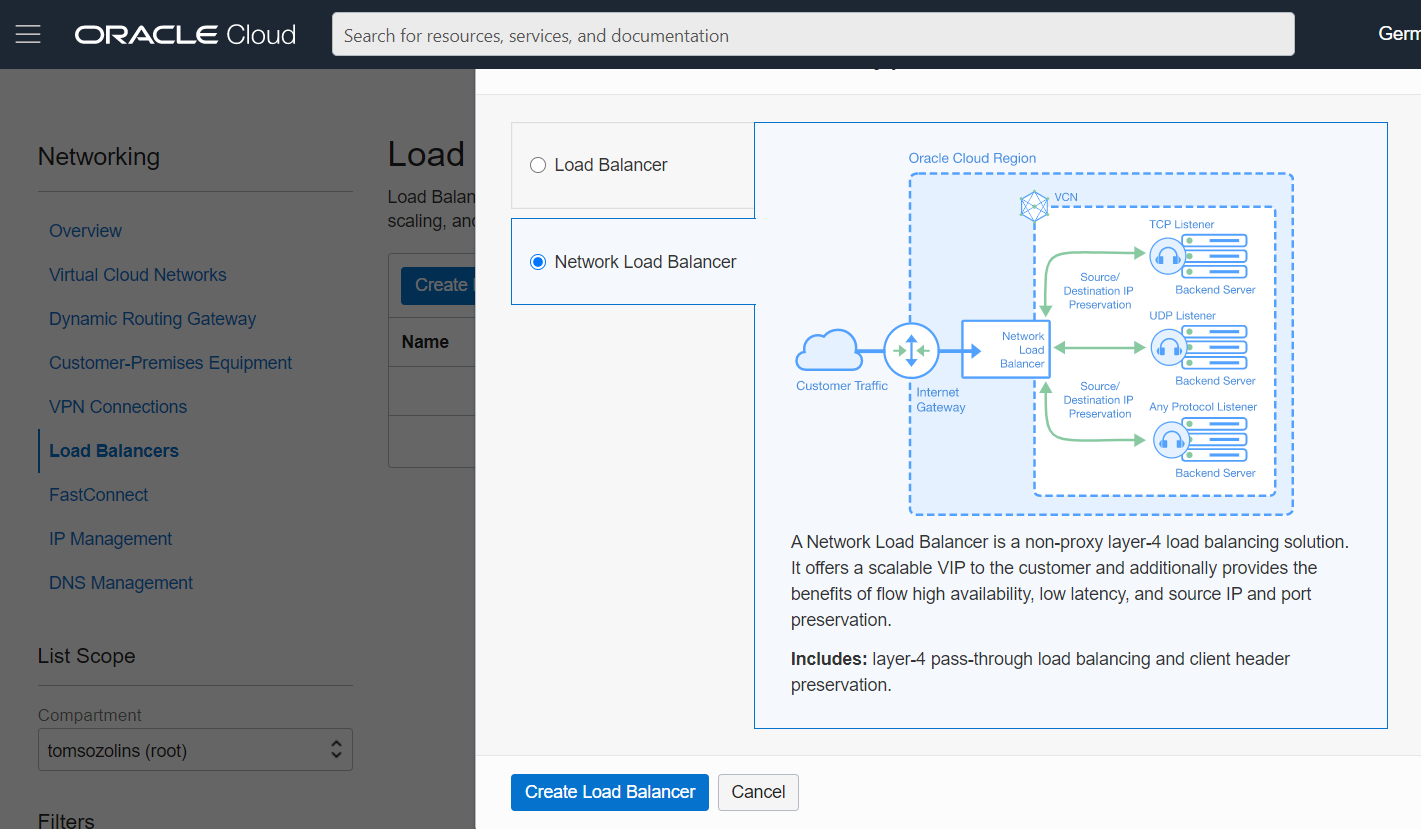 ORACLE Cloud
Search for resources, services, and documentation
Germ
Networking
Overview
Virtual Cloud Networks
Dynamic Routing Gateway
Customer-Premises Equipment
VPN Connections
Load Balancers
FastConnect
IP Management
DNS Management
List Scope
Compartment
tomsozolins (root)
Filters
Load
Load Balan
scaling, and
Create
Name
Load Balancer
Network Load Balancer
Oracle Cloud Region
VCN
TCP Listener
Source/
Destination IP
Preservation
Backend Server
UDP Listener
Network
Load
Balancer
Customer Traffic
Internet
Gateway
Backend Server
Source/
Destination IP
Preservation
Any Protocol Listener
Backend Server
A Network Load Balancer is a non-proxy layer-4 load balancing solution.
It offers a scalable VIP to the customer and additionally provides the
benefits of flow high availability, low latency, and source IP and port
preservation.
Includes: layer-4 pass-through load balancing and client header
preservation.
Create Load Balancer
Cancel